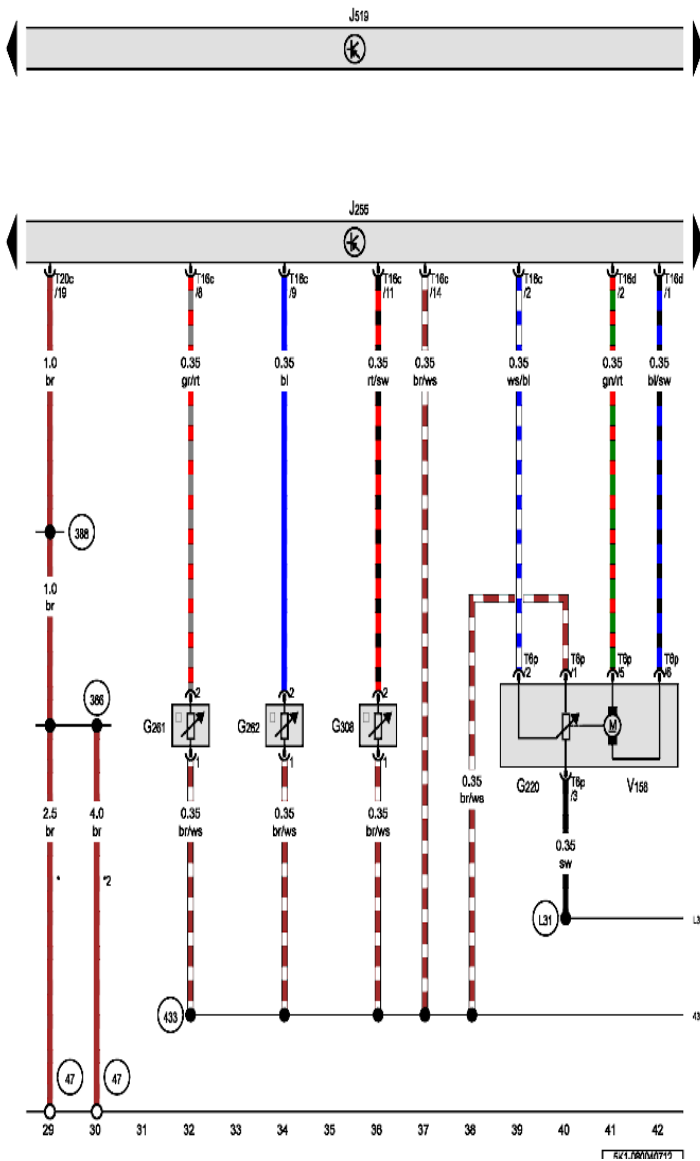 J519
J255
T20c /19
T16c /8
T16c /9
T16c /11
T16c /14
T16c /2
T16d /2
T16d /1
1.0 br
0.35 gr/rt
0.35 bl
0.35 rt/sw
0.35 br/ws
0.35 ws/bl
0.35 gn/rt
0.35 bl/sw
388
1.0 br
T6p /2
T6p /1
T6p /5
T6p /6
386
2
2
2
G261
G262
G308
M
1
1
1
G220
T6p /3
V158
2.5 br
4.0 br
0.35 br/ws
0.35 br/ws
0.35 br/ws
0.35 br/ws
0.35 sw
*
*2
L31
L3
433
43
47
47
29 30 31 32 33 34 35 36 37 38 39 40 41 42
5K1-080040712